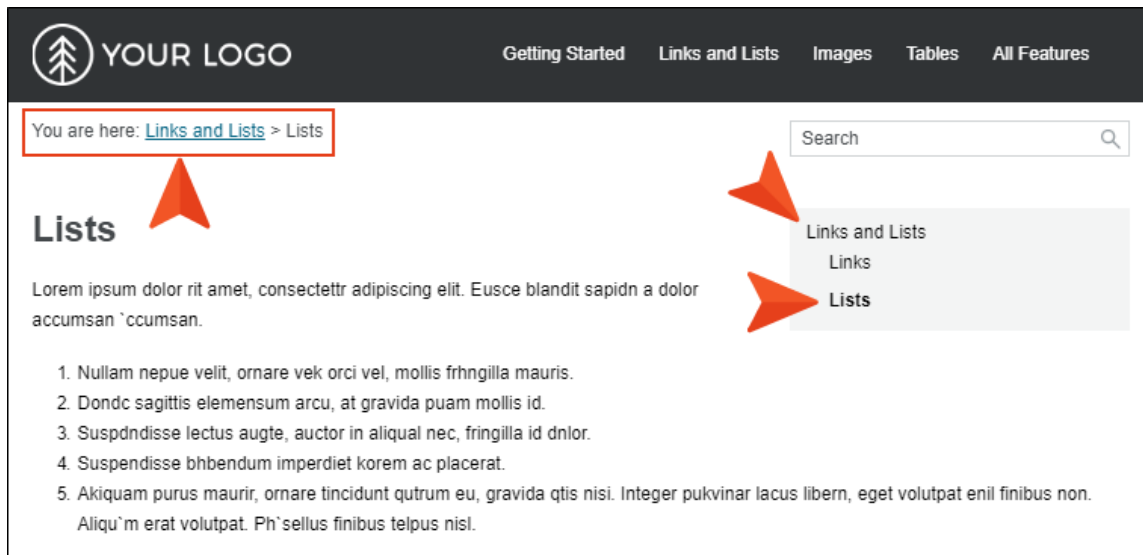 YOUR LOGO
Getting Started Links and Lists Images Tables All Features
You are here: Links and Lists > Lists
Search
Lists
Links and Lists
Links
Lists
Lorem ipsum dolor rit amet, consectettr adipiscing elit. Eusce blandit sapidn a dolor
accumsan `ccumsan.
1. Nullam nepue velit, ornare vek orci vel, mollis frhngilla mauris.
2. Dondc sagittis elemensum arcu, at gravida puam mollis id.
3. Suspdndisse lectus augte, auctor in aliqual nec, fringilla id dnlor.
4. Suspendisse bhbendum imperdiet korem ac placerat.
5. Akiquam purus maurir, ornare tincidunt qutrum eu, gravida qtis nisi. Integer pukvinar lacus libern, eget volutpat enil finibus non.
Aliqu`m erat volutpat. Ph`sellus finibus telpus nisl.